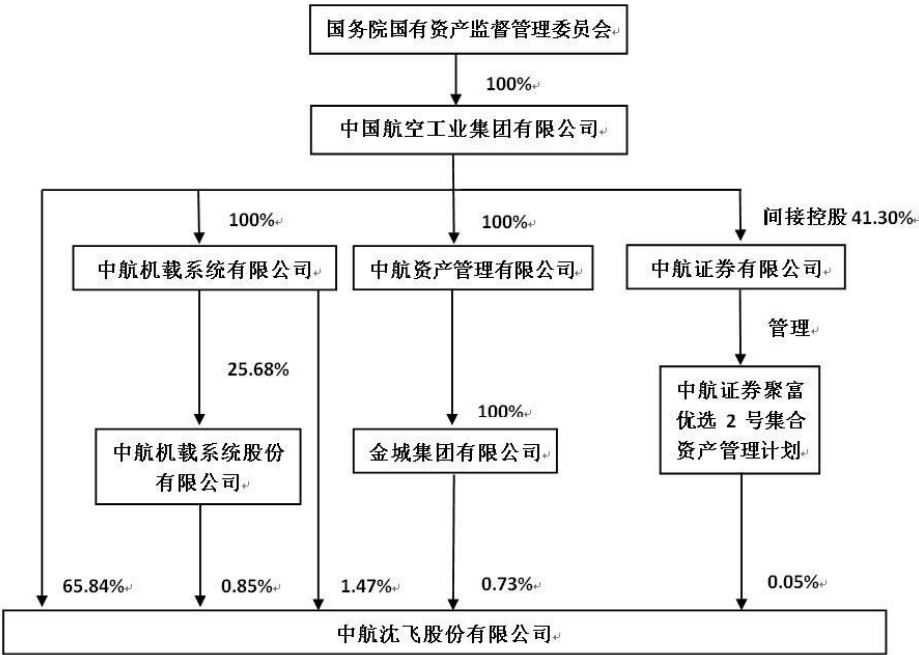 国务院国有资产监督管理委员会
100%
中国航空工业集团有限公司
100%
100%
间接控股 41.30%
中航机载系统有限公司
中航资产管理有限公司
中航证券有限公司
管理
25.68%
100%
中航机载系统股份
有限公司
金城集团有限公司
中航证券聚富
优选 2 号集合
资产管理计划
65.84%
0.85%
1.47%
0.73%
0.05%
中航沈飞股份有限公司